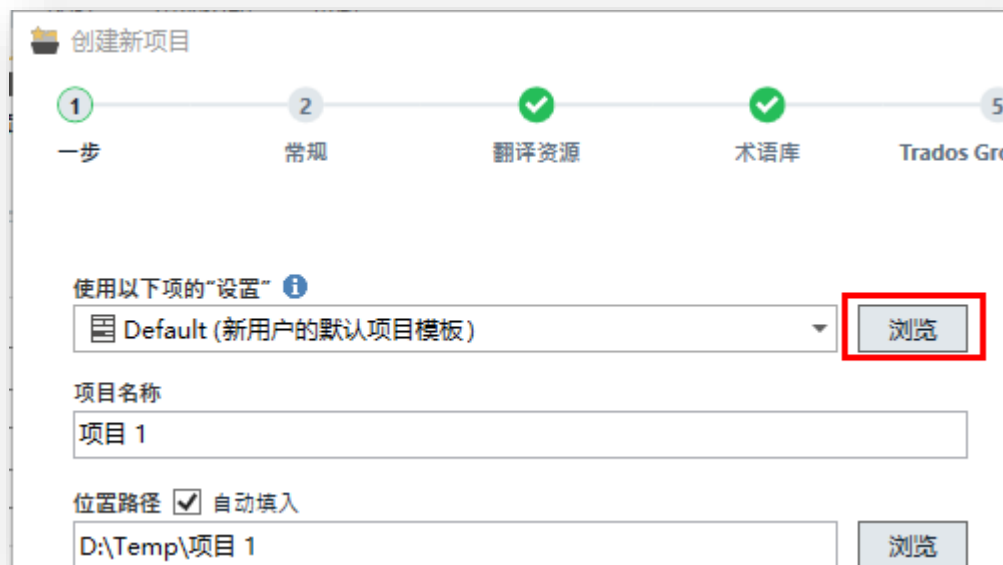 创建新项目
1 2 5
一步 常规 翻译资源 术语库 Trados Gro
使用以下项的“设置” i
Default (新用户的默认项目模板) 浏览
项目名称
项目 1
位置路径 自动填入
D:\Temp\项目 1 浏览